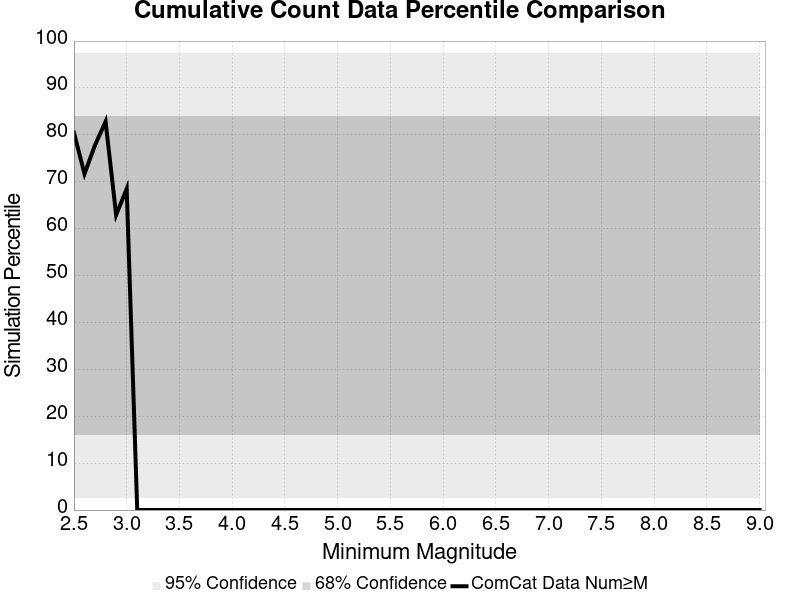 Cumulative Count Data Percentile Comparison
100
90
80
70
60
50
40
30
20
10
0
Simulation Percentile
2.5 3.0 3.5 4.0 4.5 5.0 5.5 6.0 6.5 7.0 7.5 8.0 8.5 9.0
Minimum Magnitude
95% Confidence 68% Confidence ComCat Data Num≥M